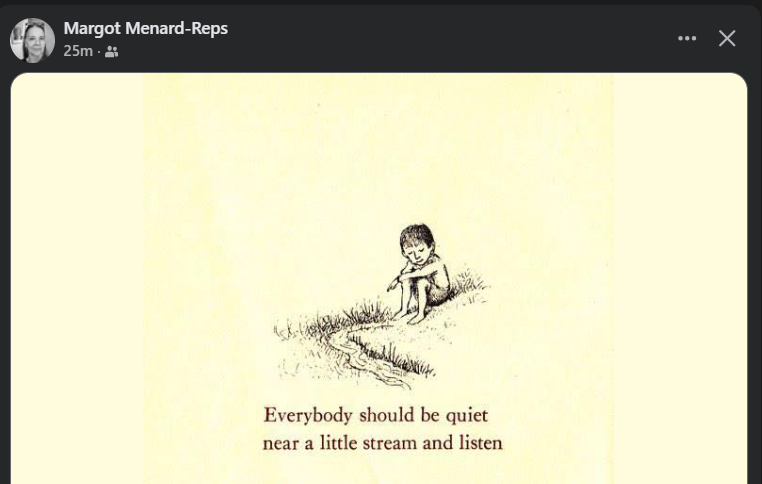 Margot Menard-Reps
25m ·
Everybody should be quiet
near a little stream and listen